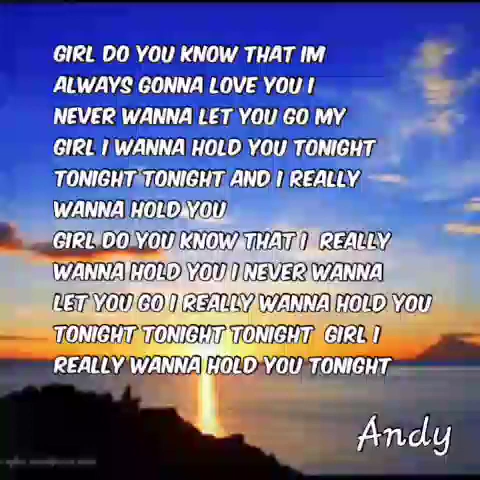 GIRL DO YOU KNOW THAT IM
ALWAYS GONNA LOVE YOU I
NEVER WANNA LET YOU GO MY
GIRL I WANNA HOLD YOU TONIGHT
TONIGHT TONIGHT AND I REALLY
WANNA HOLD YOU
GIRL DO YOU KNOW THAT I REALLY
WANNA HOLD YOU I NEVER WANNA
LET YOU GO I REALLY WANNA HOLD YOU
TONIGHT TONIGHT TONIGHT GIRL I
REALLY WANNA HOLD YOU TONIGHT
Andy